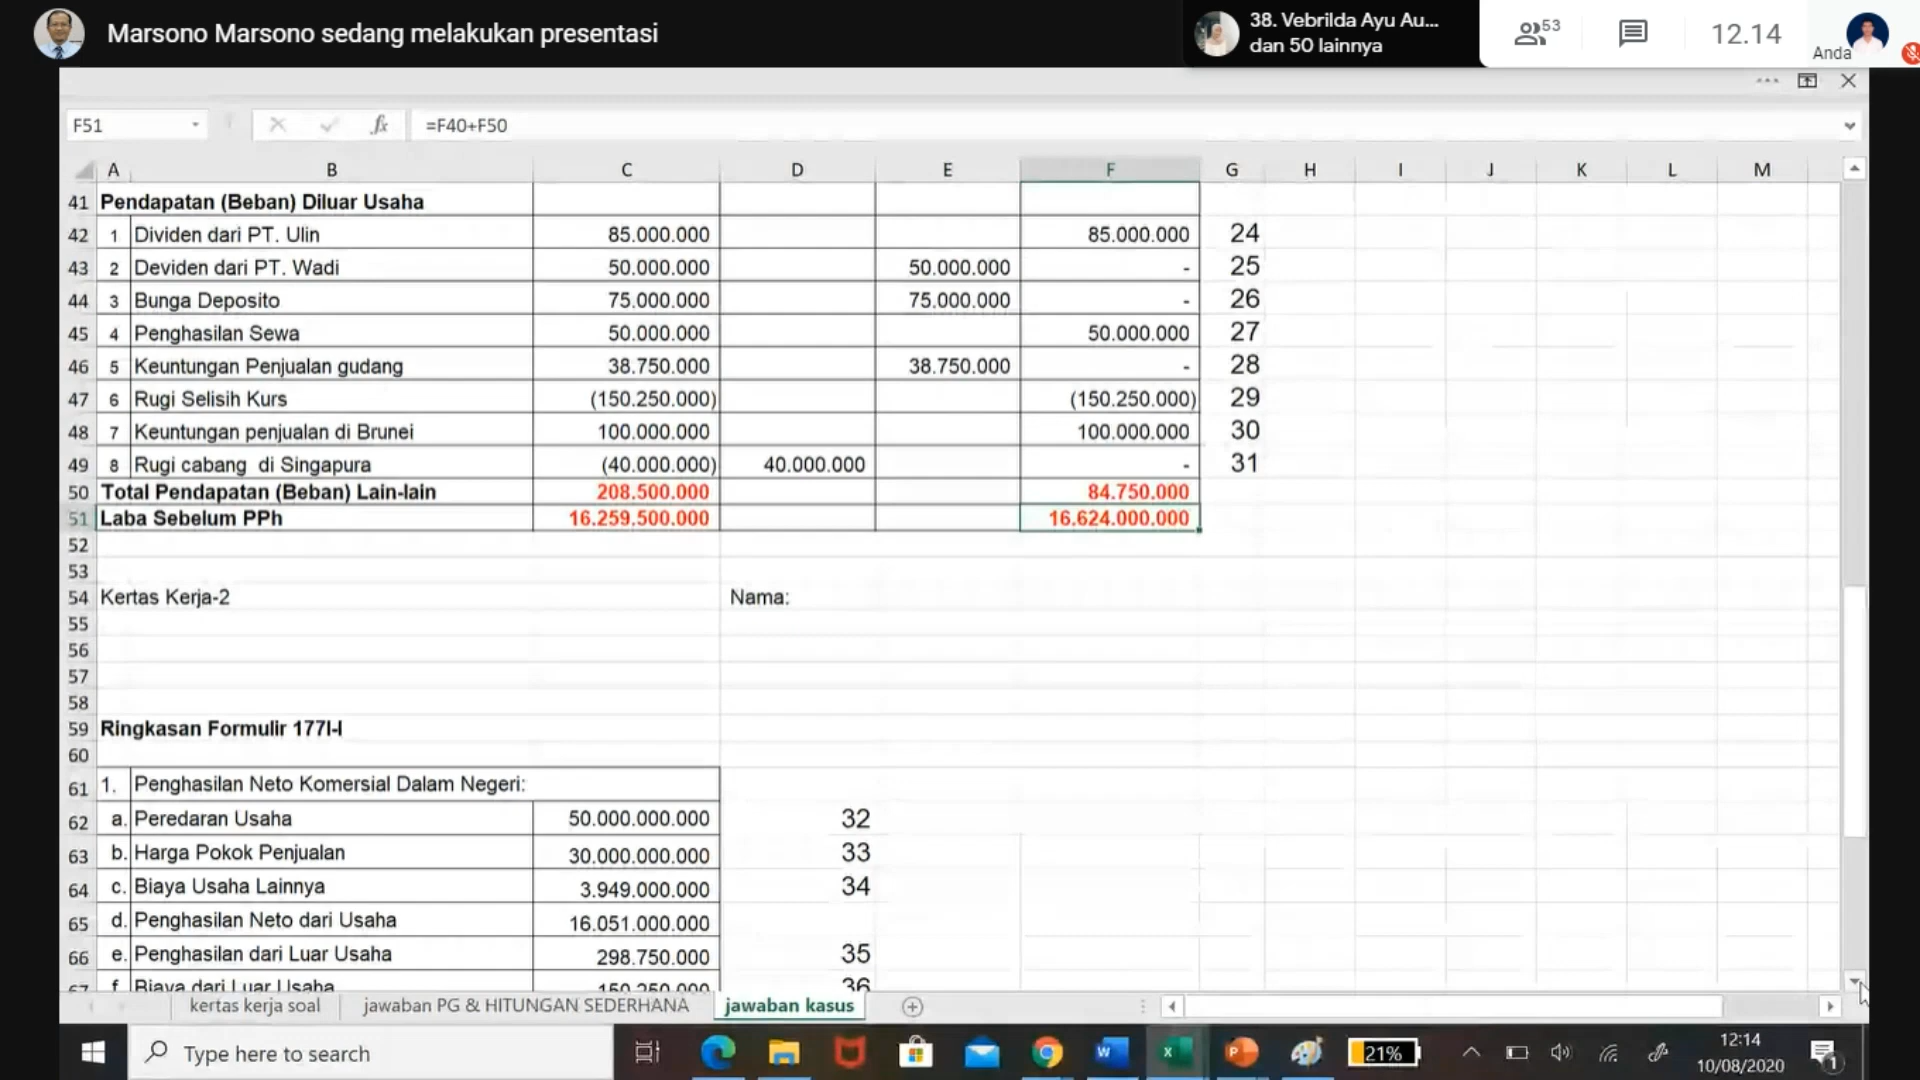 Marsono Marsono sedang melakukan presentasi
38. Vebrilda Ayu Au...
dan 50 lainnya
53
12.14
Anda
F51
fx
=F40+F50
A B C D E F G H I J K L M
41 Pendapatan (Beban) Diluar Usaha
42 1 Dividen dari PT. Ulin 85.000.000 85.000.000 24
43 2 Deviden dari PT. Wadi 50.000.000 50.000.000 - 25
44 3 Bunga Deposito 75.000.000 75.000.000 - 26
45 4 Penghasilan Sewa 50.000.000 50.000.000 27
46 5 Keuntungan Penjualan gudang 38.750.000 38.750.000 - 28
47 6 Rugi Selisih Kurs (150.250.000) (150.250.000) 29
48 7 Keuntungan penjualan di Brunei 100.000.000 100.000.000 30
49 8 Rugi cabang di Singapura (40.000.000) 40.000.000 - 31
50 Total Pendapatan (Beban) Lain-lain 208.500.000 84.750.000
51 Laba Sebelum PPh 16.259.500.000 16.624.000.000
52
53
54 Kertas Kerja-2 Nama:
55
56
57
58
59 Ringkasan Formulir 177I-I
60
61 1. Penghasilan Neto Komersial Dalam Negeri:
62 a. Peredaran Usaha 50.000.000.000 32
63 b. Harga Pokok Penjualan 30.000.000.000 33
64 c. Biaya Usaha Lainnya 3.949.000.000 34
65 d. Penghasilan Neto dari Usaha 16.051.000.000
66 e. Penghasilan dari Luar Usaha 298.750.000 35
67 f. Biaya dari Luar Usaha 150.250.000 36
kertas kerja soal jawaban PG & HITUNGAN SEDERHANA jawaban kasus
Type here to search
21%
12:14
10/08/2020
1